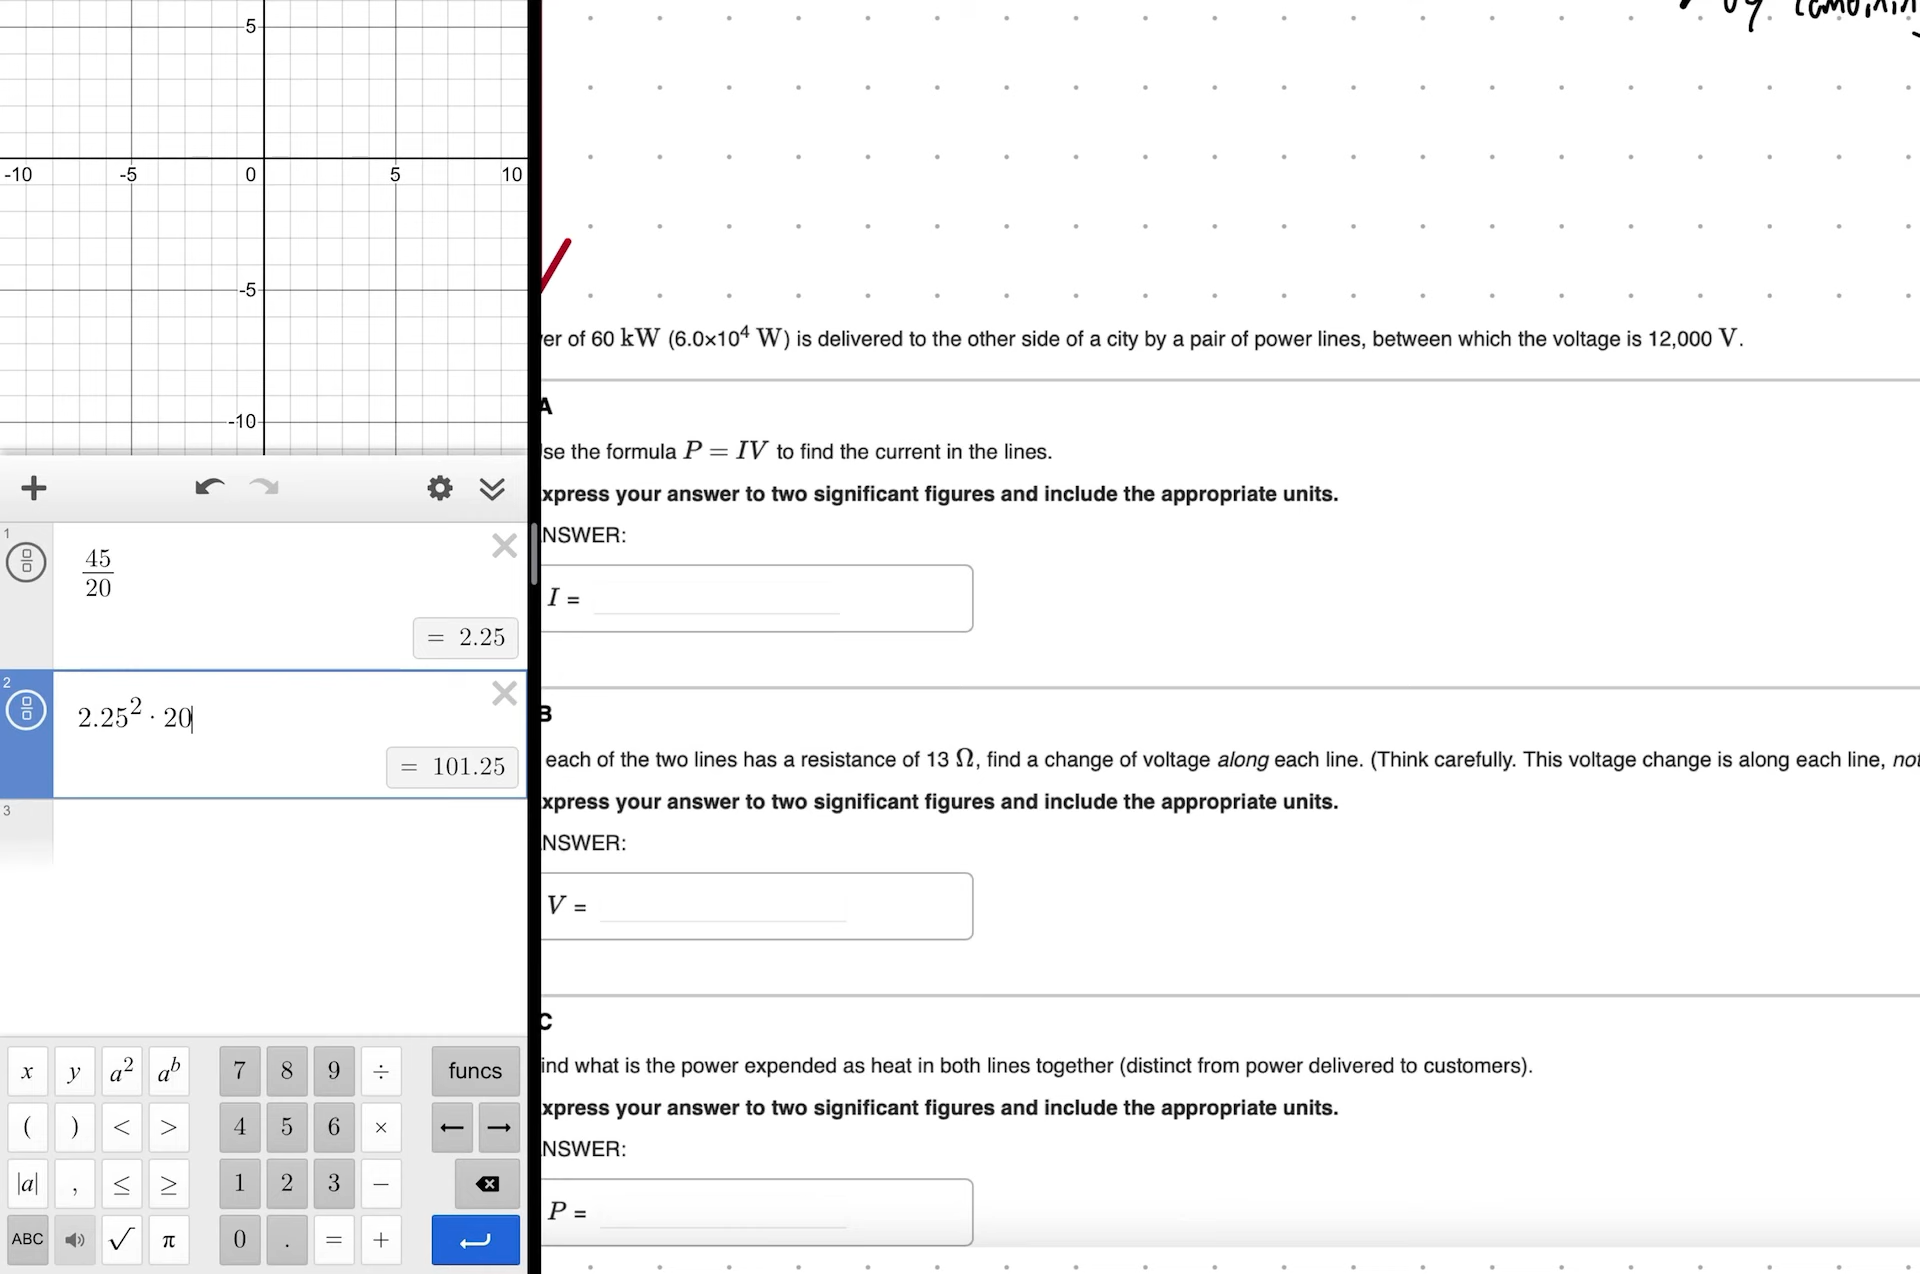 5
-10 -5 0 5 10
-5
-10
1
45
20
= 2.25
2
2.25² · 20
= 101.25
3
x y a² aᵇ 7 8 9 ÷ funcs
( ) < > 4 5 6 × ← →
|a| , ≤ ≥ 1 2 3 −
ABC √ π 0 . = +
er of 60 kW (6.0×10⁴ W) is delivered to the other side of a city by a pair of power lines, between which the voltage is 12,000 V.
A
se the formula P = IV to find the current in the lines.
xpress your answer to two significant figures and include the appropriate units.
NSWER:
I =
B
each of the two lines has a resistance of 13 Ω, find a change of voltage along each line. (Think carefully. This voltage change is along each line, not
xpress your answer to two significant figures and include the appropriate units.
NSWER:
V =
C
ind what is the power expended as heat in both lines together (distinct from power delivered to customers).
xpress your answer to two significant figures and include the appropriate units.
NSWER:
P =